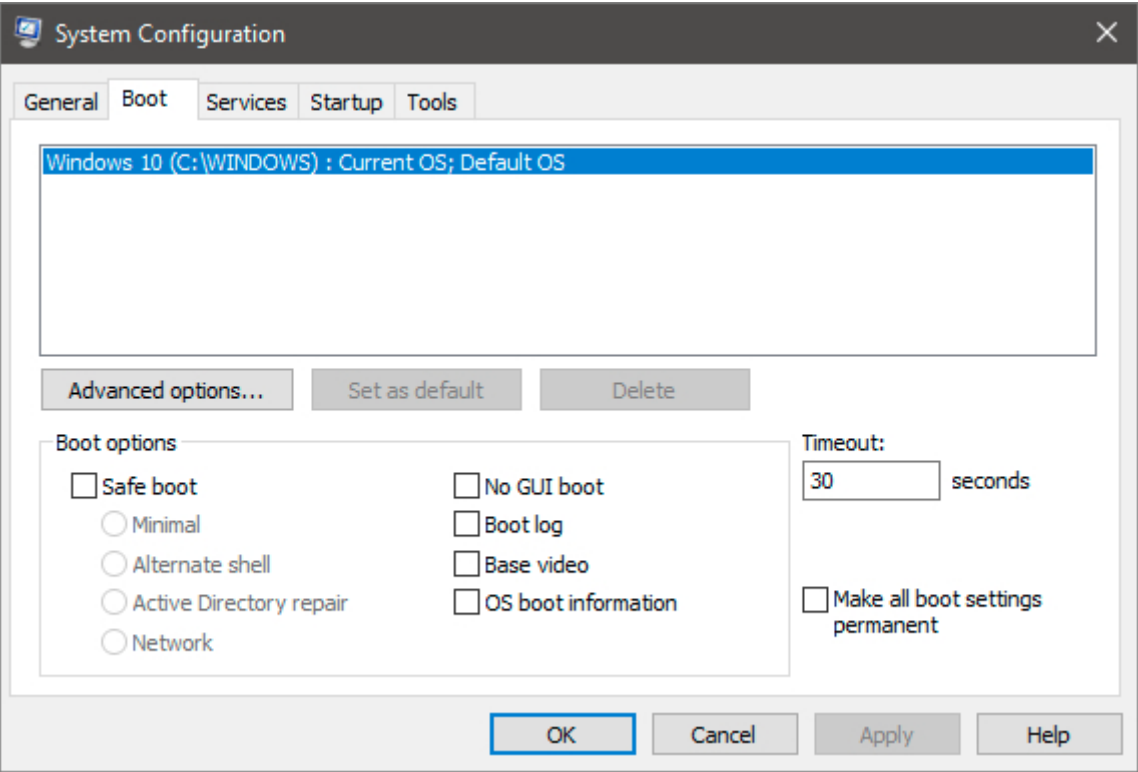 System Configuration
General Boot Services Startup Tools
Windows 10 (C:\WINDOWS) : Current OS; Default OS
Advanced options... Set as default Delete
Boot options
Timeout:
Safe boot No GUI boot
30 seconds
Minimal Boot log
Alternate shell Base video
Active Directory repair OS boot information
Make all boot settings
permanent
Network
OK Cancel Apply Help